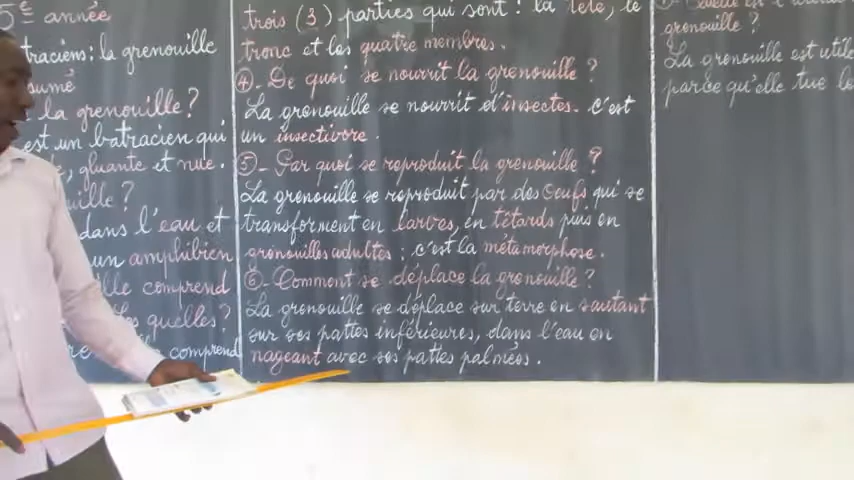 5e année
traciens: la grenouille
sumé
la grenouille?
est un batracien qui
gluante et nue.
uille?
dans l'eau et
un amphibien
lle comprend
lesquelles?
comprend
trois (3) parties qui sont: la tête, le
tronc et les quatre membres.
④-De quoi se nourrit la grenouille?
La grenouille se nourrit d'insectes. c'est
un insectivore.
⑤-Par quoi se reproduit la grenouille?
La grenouille se reproduit par des œufs qui se
transforment en larves, en têtards puis en
grenouilles adultes; c'est la métamorphose.
⑥-Comment se déplace la grenouille?
La grenouille se déplace sur terre en sautant
sur ses pattes inférieures, dans l'eau en
nageant avec ses pattes palmées.
grenouille?
La grenouille est utile
parce qu'elle tue